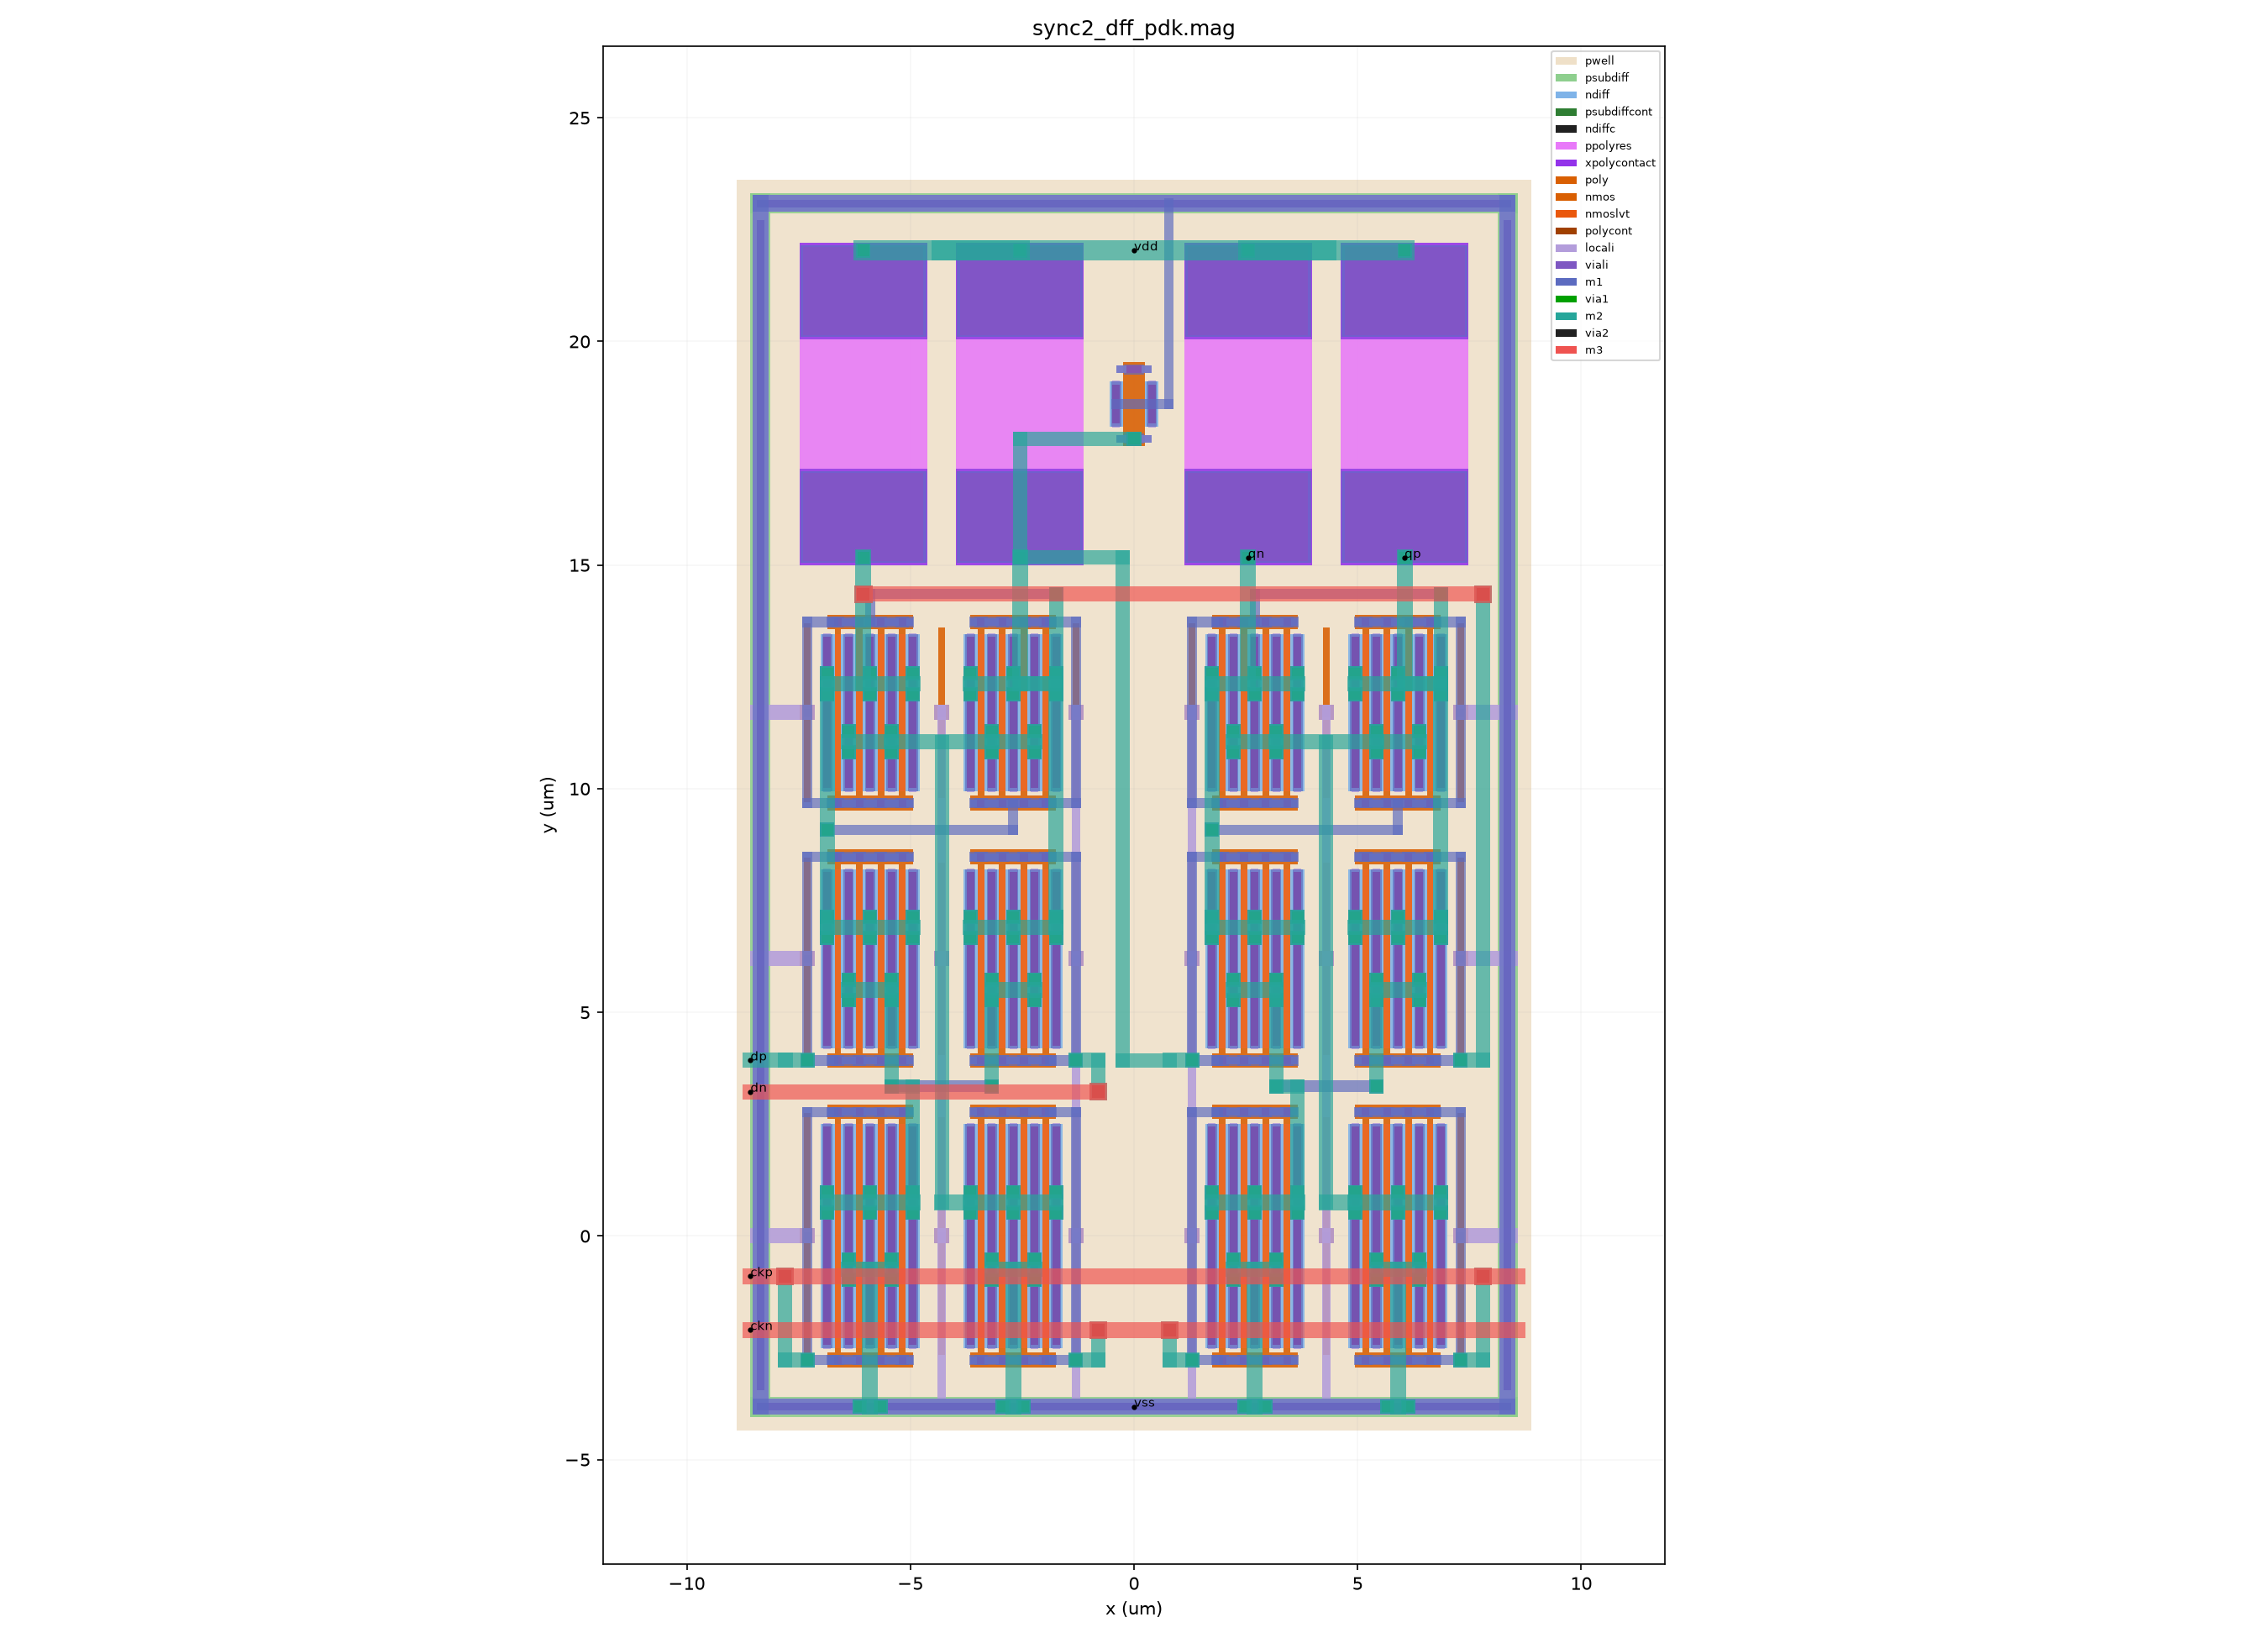 sync2_dff_pdk.mag
pwell
psubdiff
ndiff
psubdiffcont
ndiffc
ppolyres
xpolycontact
poly
nmos
nmoslvt
polycont
locali
viali
m1
via1
m2
via2
m3
25
20
15
10
5
0
−5
y (um)
vdd
qn
qp
dp
dn
ckp
ckn
vss
−10
−5
0
5
10
x (um)